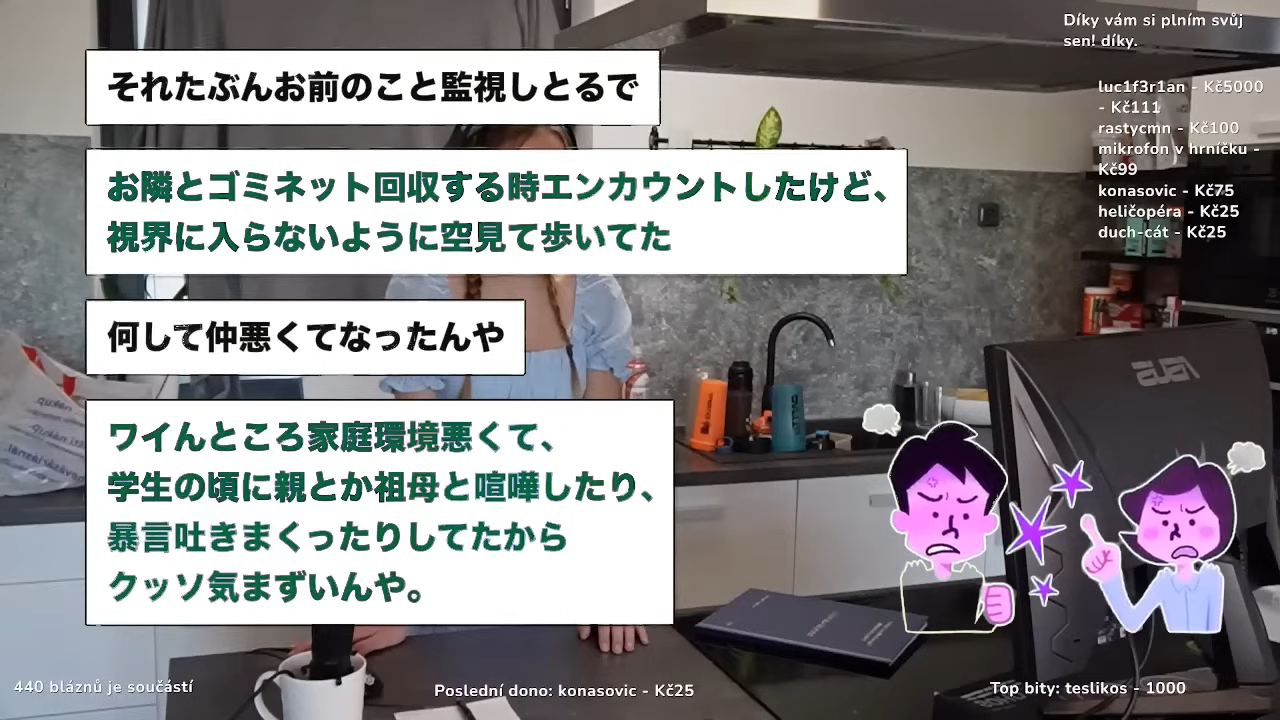 Díky vám si plním svůj
sen! díky.
luc1f3r1an - Kč5000
- Kč111
rastycmn - Kč100
mikrofon v hrníčku -
Kč99
konasovic - Kč75
heličopéra - Kč25
duch-cát - Kč25
それたぶんお前のこと監視しとるで
お隣とゴミネット回収する時エンカウントしたけど、
視界に入らないように空見て歩いてた
何して仲悪くてなったんや
ワイんところ家庭環境悪くて、
学生の頃に親とか祖母と喧嘩したり、
暴言吐きまくったりしてたから
クッソ気まずいんや。
440 bláznů je součástí
Poslední dono: konasovic - Kč25
Top bity: teslikos - 1000